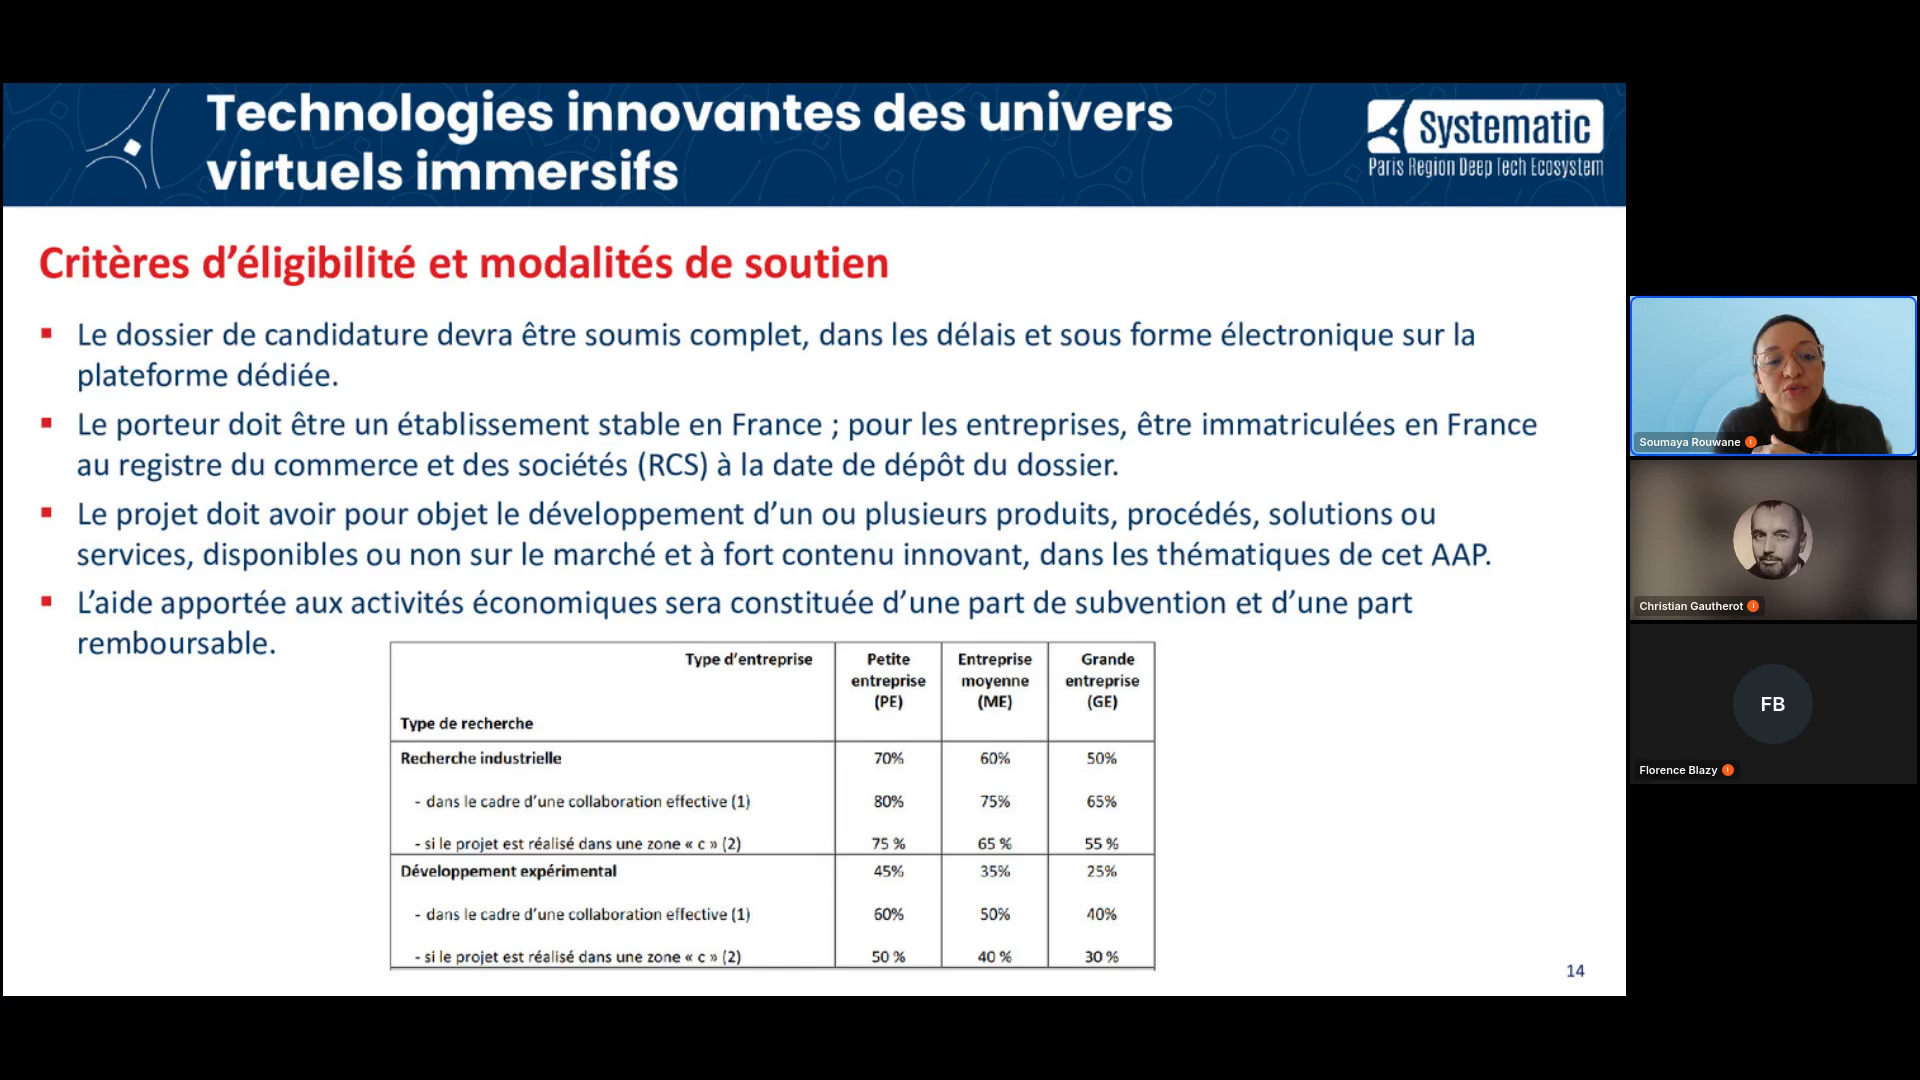 Technologies innovantes des univers
virtuels immersifs
Systematic
Paris Region Deep Tech Ecosystem
Critères d’éligibilité et modalités de soutien
▪ Le dossier de candidature devra être soumis complet, dans les délais et sous forme électronique sur la
plateforme dédiée.
▪ Le porteur doit être un établissement stable en France ; pour les entreprises, être immatriculées en France
au registre du commerce et des sociétés (RCS) à la date de dépôt du dossier.
▪ Le projet doit avoir pour objet le développement d’un ou plusieurs produits, procédés, solutions ou
services, disponibles ou non sur le marché et à fort contenu innovant, dans les thématiques de cet AAP.
▪ L’aide apportée aux activités économiques sera constituée d’une part de subvention et d’une part
remboursable.
Type d’entreprise Petite entreprise (PE) Entreprise moyenne (ME) Grande entreprise (GE)
Type de recherche
Recherche industrielle 70% 60% 50%
- dans le cadre d’une collaboration effective (1) 80% 75% 65%
- si le projet est réalisé dans une zone « c » (2) 75 % 65 % 55 %
Développement expérimental 45% 35% 25%
- dans le cadre d’une collaboration effective (1) 60% 50% 40%
- si le projet est réalisé dans une zone « c » (2) 50 % 40 % 30 %
14
Soumaya Rouwane
Christian Gautherot
FB
Florence Blazy